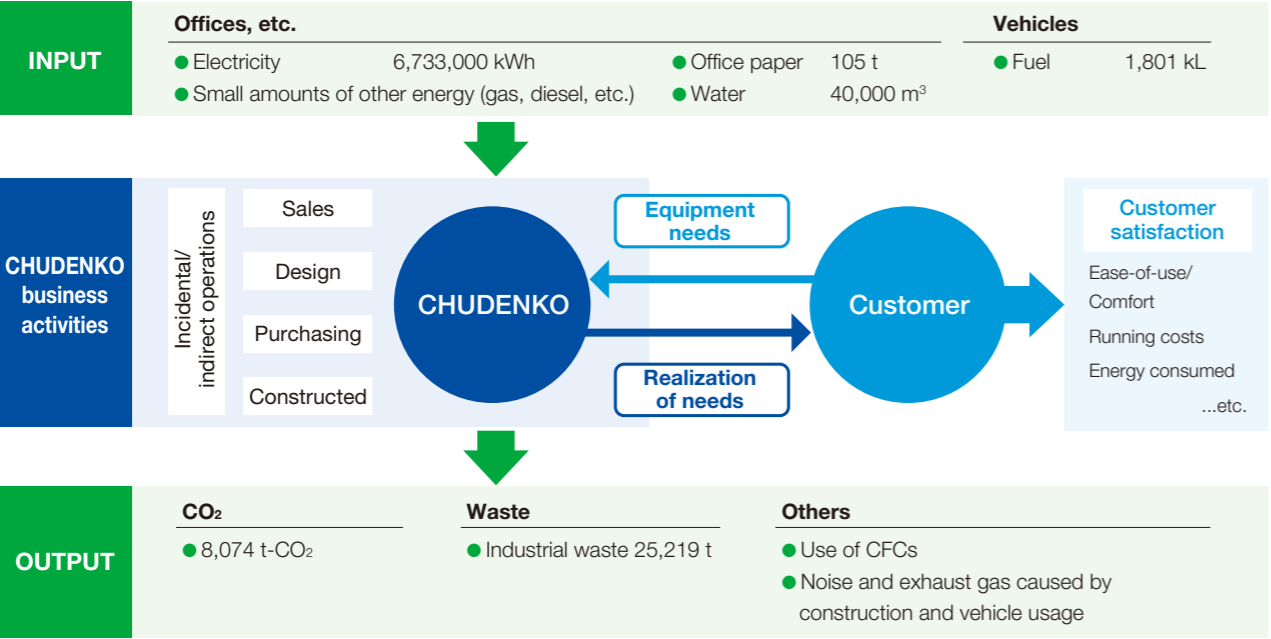 INPUT
Offices, etc.
Electricity 6,733,000 kWh
Small amounts of other energy (gas, diesel, etc.)
Office paper 105 t
Water 40,000 m³
Vehicles
Fuel 1,801 kL
CHUDENKO
business
activities
Incidental/
indirect operations
Sales
Design
Purchasing
Constructed
CHUDENKO
Equipment
needs
Realization
of needs
Customer
Customer
satisfaction
Ease-of-use/
Comfort
Running costs
Energy consumed
...etc.
OUTPUT
CO₂
8,074 t-CO₂
Waste
Industrial waste 25,219 t
Others
Use of CFCs
Noise and exhaust gas caused by
construction and vehicle usage